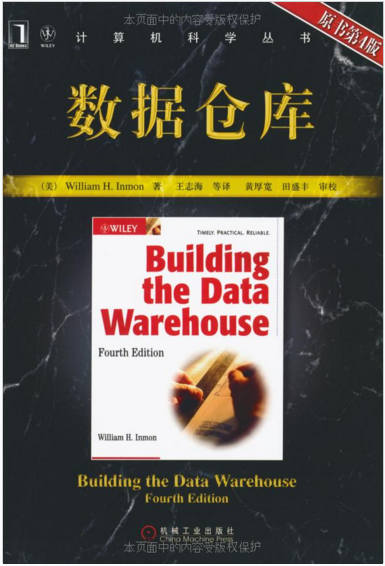 本页面中的内容受版权保护
WILEY
计算机科学丛书
原书第4版
数据仓库
(美) William H. Inmon 著 王志海 等译 黄厚宽 田盛丰 审校
WILEY
TIMELY. PRACTICAL. RELIABLE.
Building
the Data
Warehouse
Fourth Edition
William H. Inmon
Building the Data Warehouse
Fourth Edition
机械工业出版社
China Machine Press
本页面中的内容受版权保护